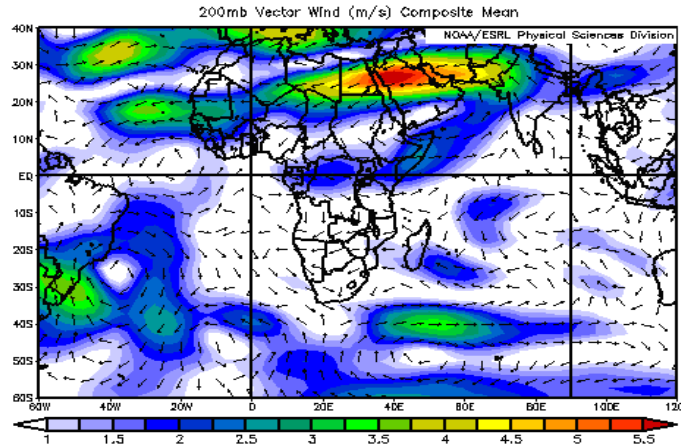 200mb Vector Wind (m/s) Composite Mean
NOAA/ESRL Physical Sciences Division
40N
30N
20N
10N
EQ
10S
20S
30S
40S
50S
60S
60W 40W 20W 0 20E 40E 60E 80E 100E 120E
1 1.5 2 2.5 3 3.5 4 4.5 5 5.5